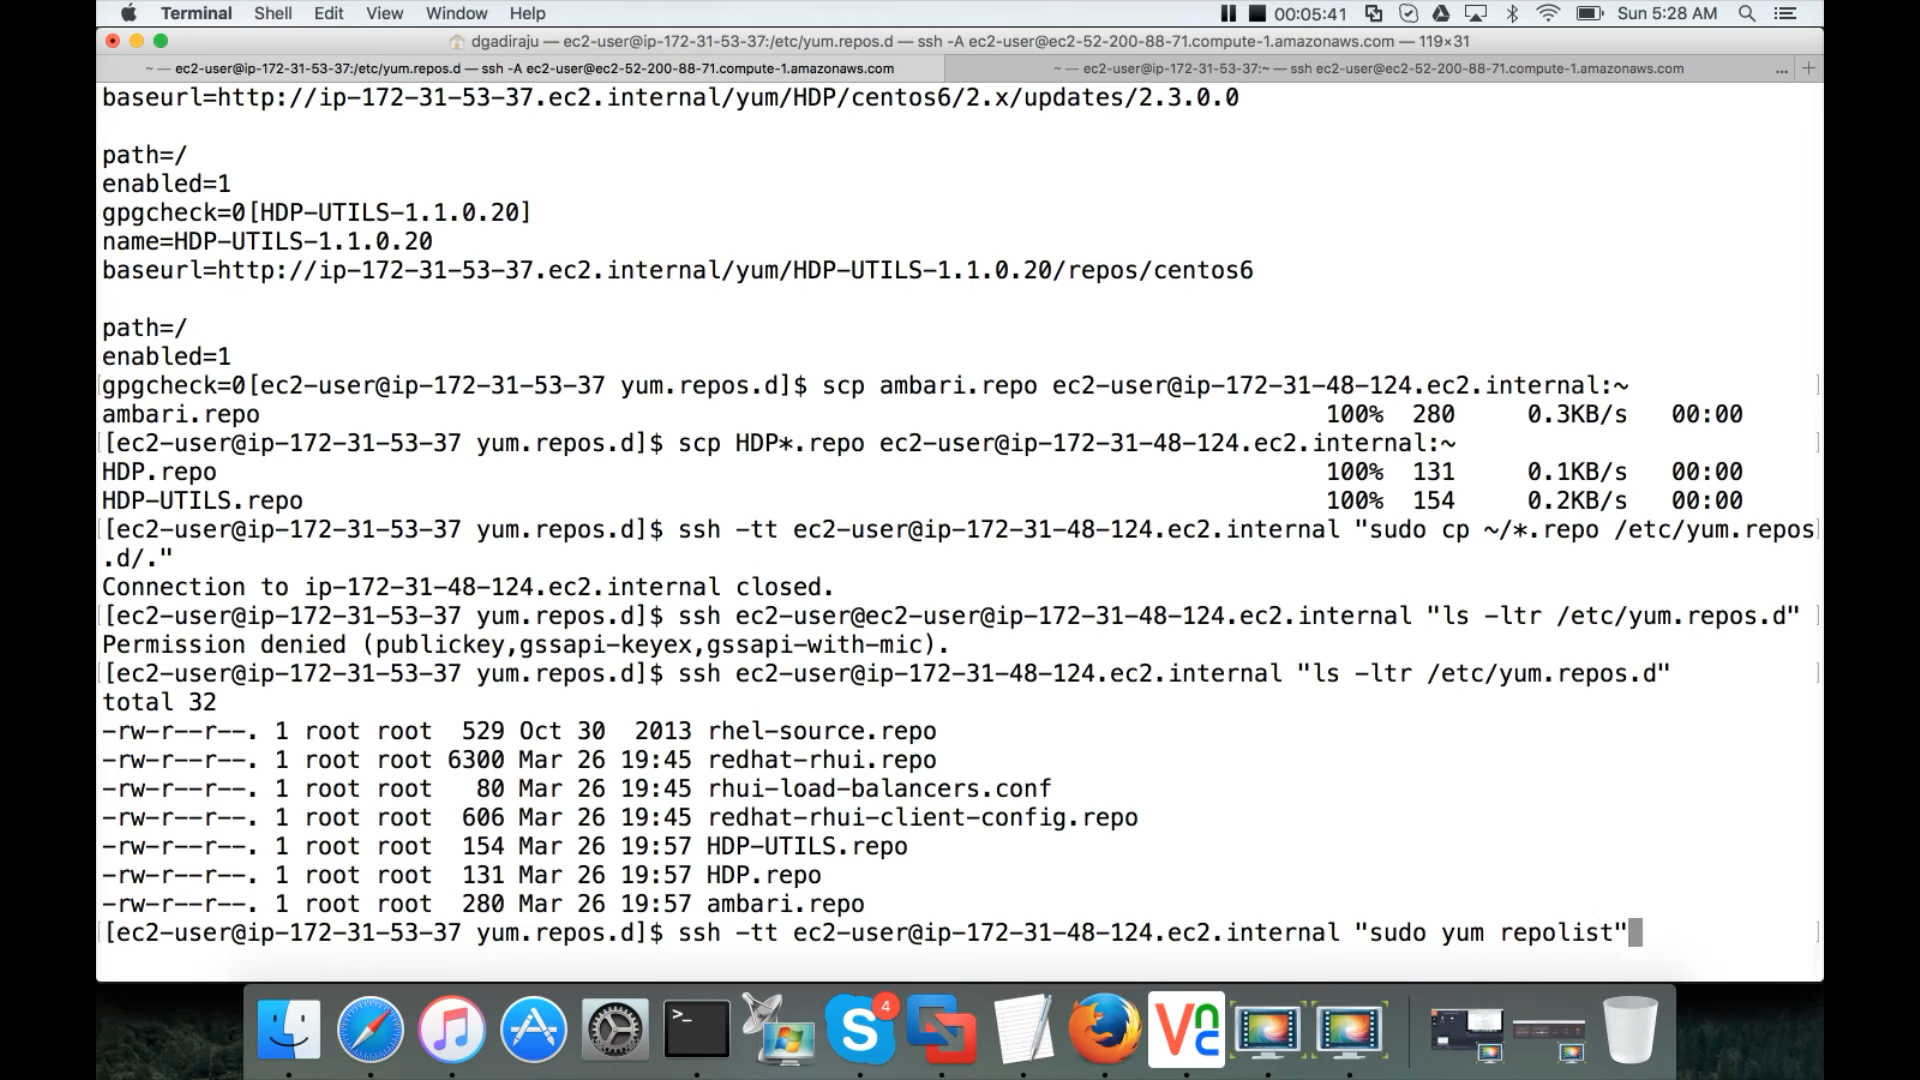 Terminal Shell Edit View Window Help 00:05:41 Sun 5:28 AM
dgadiraju — ec2-user@ip-172-31-53-37:/etc/yum.repos.d — ssh -A ec2-user@ec2-52-200-88-71.compute-1.amazonaws.com — 119×31
~ — ec2-user@ip-172-31-53-37:/etc/yum.repos.d — ssh -A ec2-user@ec2-52-200-88-71.compute-1.amazonaws.com ~ — ec2-user@ip-172-31-53-37:~ — ssh ec2-user@ec2-52-200-88-71.compute-1.amazonaws.com ... +
baseurl=http://ip-172-31-53-37.ec2.internal/yum/HDP/centos6/2.x/updates/2.3.0.0
path=/
enabled=1
gpgcheck=0[HDP-UTILS-1.1.0.20]
name=HDP-UTILS-1.1.0.20
baseurl=http://ip-172-31-53-37.ec2.internal/yum/HDP-UTILS-1.1.0.20/repos/centos6
path=/
enabled=1
gpgcheck=0[ec2-user@ip-172-31-53-37 yum.repos.d]$ scp ambari.repo ec2-user@ip-172-31-48-124.ec2.internal:~
ambari.repo 100% 280 0.3KB/s 00:00
[ec2-user@ip-172-31-53-37 yum.repos.d]$ scp HDP*.repo ec2-user@ip-172-31-48-124.ec2.internal:~
HDP.repo 100% 131 0.1KB/s 00:00
HDP-UTILS.repo 100% 154 0.2KB/s 00:00
[ec2-user@ip-172-31-53-37 yum.repos.d]$ ssh -tt ec2-user@ip-172-31-48-124.ec2.internal "sudo cp ~/*.repo /etc/yum.repos
.d/."
Connection to ip-172-31-48-124.ec2.internal closed.
[ec2-user@ip-172-31-53-37 yum.repos.d]$ ssh ec2-user@ec2-user@ip-172-31-48-124.ec2.internal "ls -ltr /etc/yum.repos.d"
Permission denied (publickey,gssapi-keyex,gssapi-with-mic).
[ec2-user@ip-172-31-53-37 yum.repos.d]$ ssh ec2-user@ip-172-31-48-124.ec2.internal "ls -ltr /etc/yum.repos.d"
total 32
-rw-r--r--. 1 root root 529 Oct 30 2013 rhel-source.repo
-rw-r--r--. 1 root root 6300 Mar 26 19:45 redhat-rhui.repo
-rw-r--r--. 1 root root 80 Mar 26 19:45 rhui-load-balancers.conf
-rw-r--r--. 1 root root 606 Mar 26 19:45 redhat-rhui-client-config.repo
-rw-r--r--. 1 root root 154 Mar 26 19:57 HDP-UTILS.repo
-rw-r--r--. 1 root root 131 Mar 26 19:57 HDP.repo
-rw-r--r--. 1 root root 280 Mar 26 19:57 ambari.repo
[ec2-user@ip-172-31-53-37 yum.repos.d]$ ssh -tt ec2-user@ip-172-31-48-124.ec2.internal "sudo yum repolist"
>_ S 4 Vnc